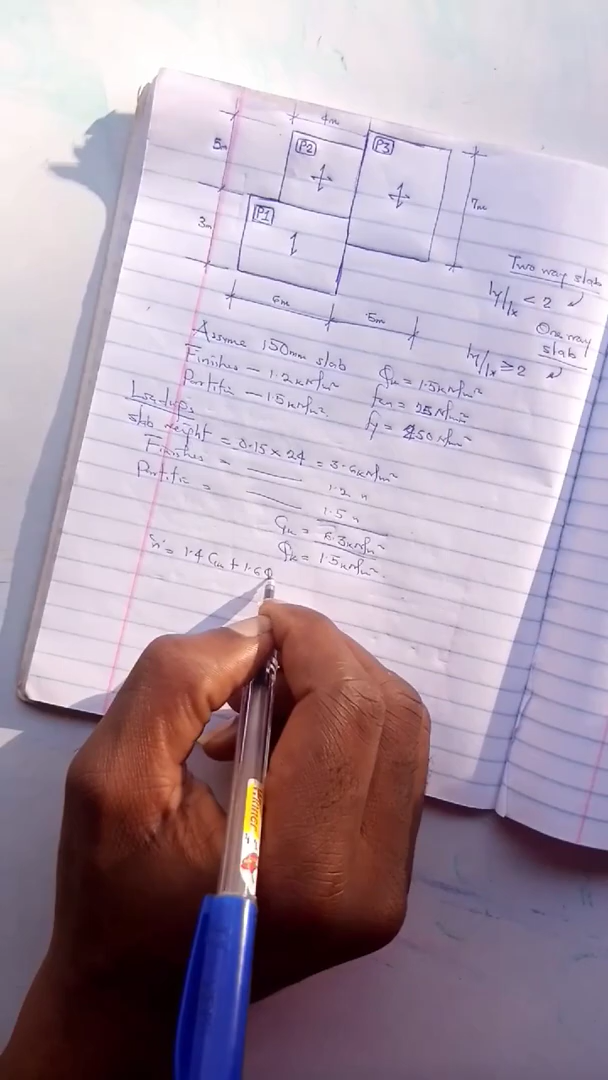 4m
5m
P2
P3
7m
P1
3m
6m
5m
Two way slab
ly/lx < 2
One way
slab
ly/lx ≥ 2
Assume 150mm slab
Finishes - 1.2kN/m²
Partitn - 1.5kN/m²
Qk = 1.5kN/m²
fcu = 25N/mm²
fy = 250N/mm²
Loadings
slab weight = 0.15 x 24 = 3.6kN/m²
Finishes - 1.2 "
Partitn = 1.5 "
Gk = 6.3kN/m²
Qk = 1.5kN/m²
'n' = 1.4Gk + 1.6Q